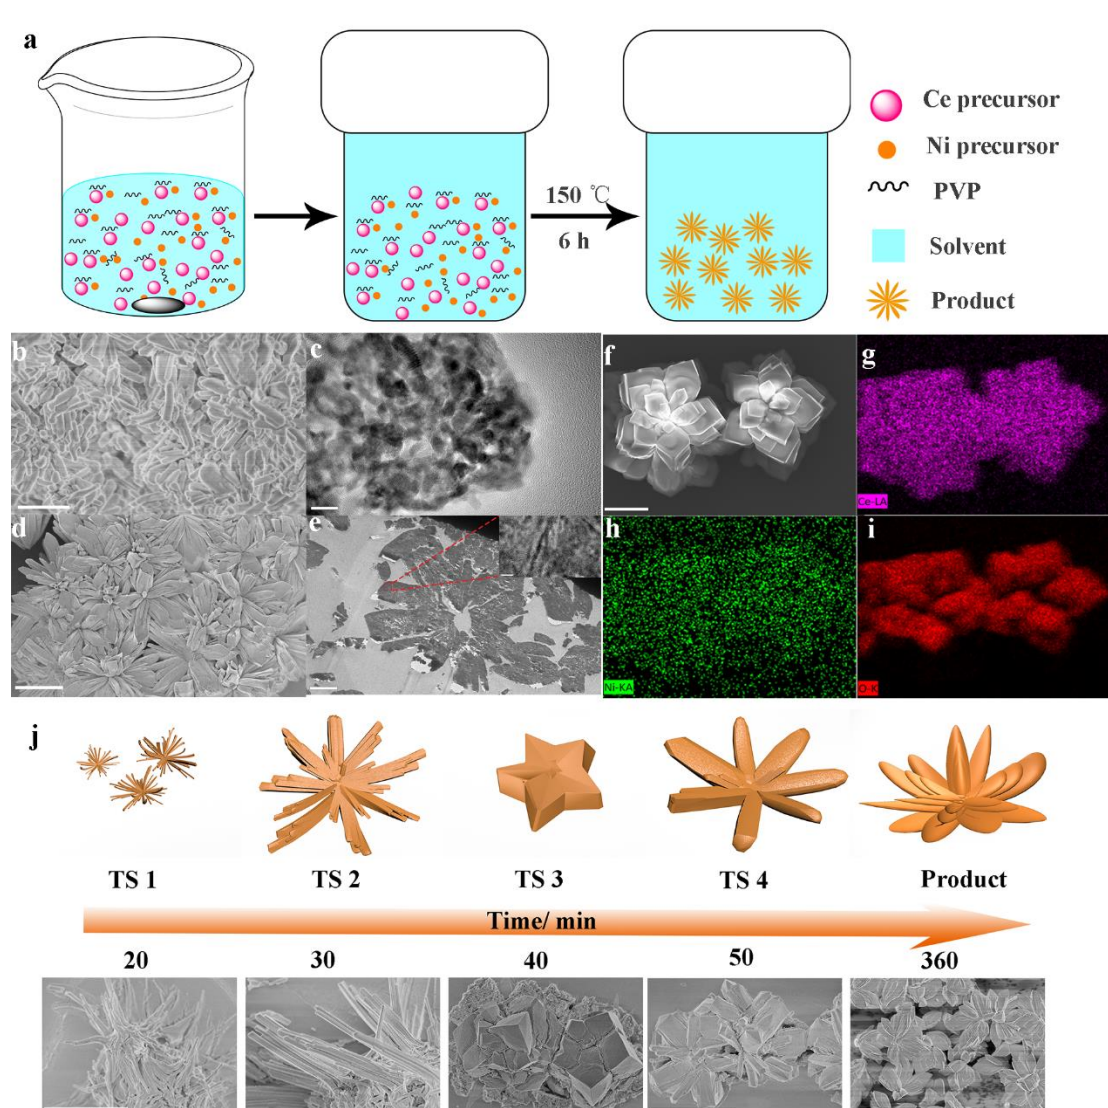 a
Ce precursor
Ni precursor
150 ℃
6 h
PVP
Solvent
Product
b
c
f
g
Ce-LA
d
e
h
i
Ni-KA
O-K
j
TS 1
TS 2
TS 3
TS 4
Product
Time/ min
20
30
40
50
360